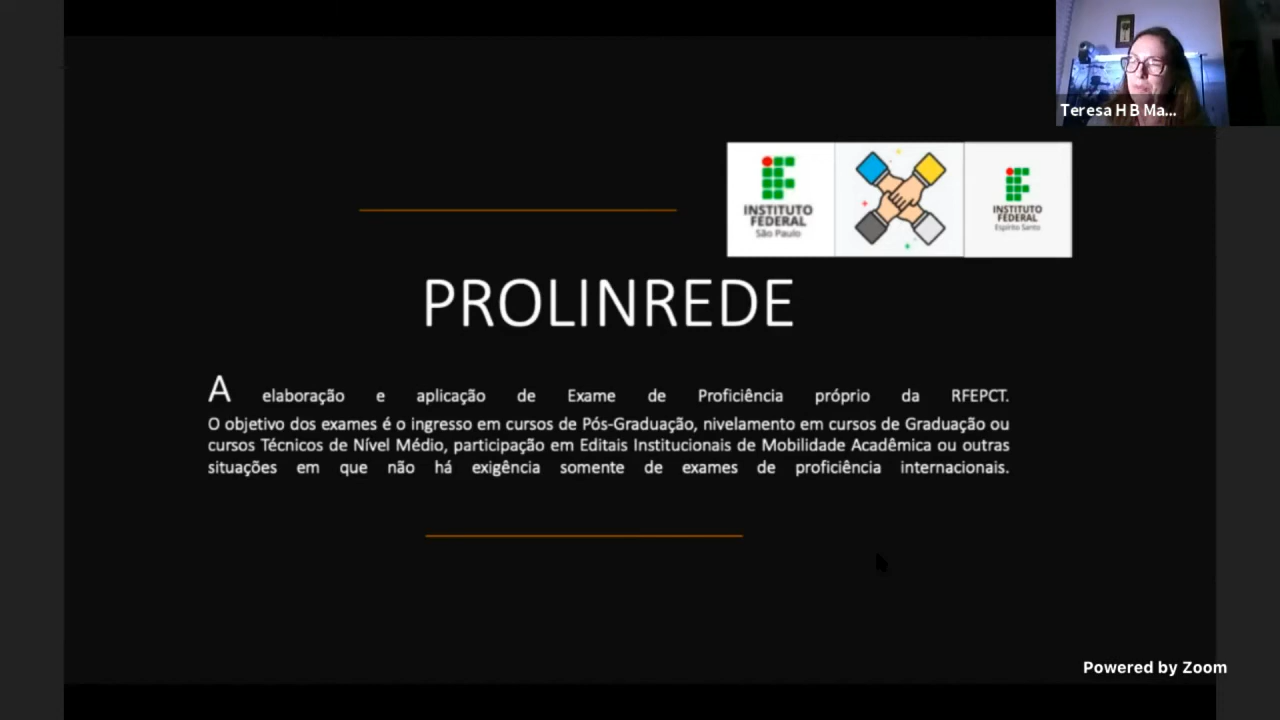 Teresa H B Ma...
INSTITUTO
FEDERAL
São Paulo
INSTITUTO
FEDERAL
Espírito Santo
PROLINREDE
A elaboração e aplicação de Exame de Proficiência próprio da RFEPCT.
O objetivo dos exames é o ingresso em cursos de Pós-Graduação, nivelamento em cursos de Graduação ou
cursos Técnicos de Nível Médio, participação em Editais Institucionais de Mobilidade Acadêmica ou outras
situações em que não há exigência somente de exames de proficiência internacionais.
Powered by Zoom